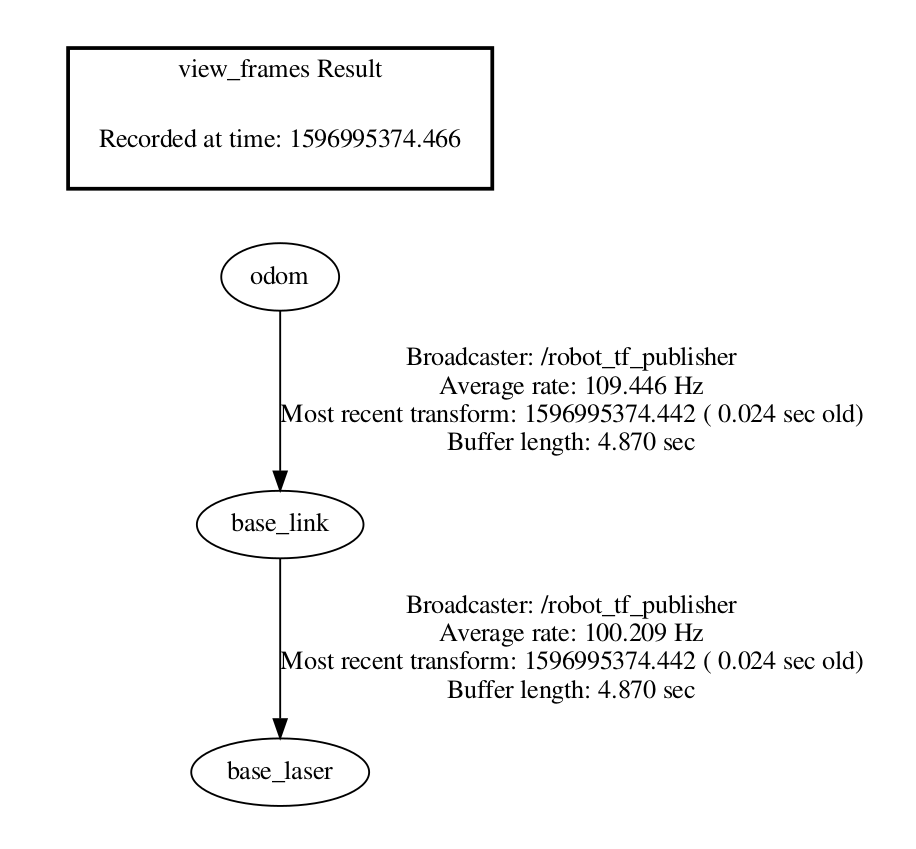 view_frames Result
Recorded at time: 1596995374.466
odom
Broadcaster: /robot_tf_publisher
Average rate: 109.446 Hz
Most recent transform: 1596995374.442 ( 0.024 sec old)
Buffer length: 4.870 sec
base_link
Broadcaster: /robot_tf_publisher
Average rate: 100.209 Hz
Most recent transform: 1596995374.442 ( 0.024 sec old)
Buffer length: 4.870 sec
base_laser